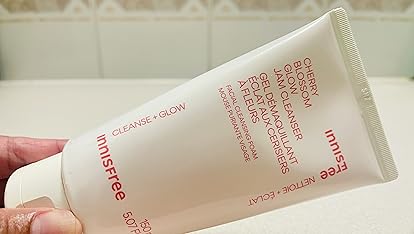 CLEANSE + GLOW
INNISFREE
CHERRY
BLOSSOM
GLOW
JAM CLEANSER
GEL DÉMAQUILLANT
ÉCLAT AUX CERISIERS
À FLEURS
FACIAL CLEANSING FOAM
MOUSSE PURIFIANTE VISAGE
150
5.07 F
INNISFREE
NETTOIE + ÉCLAT